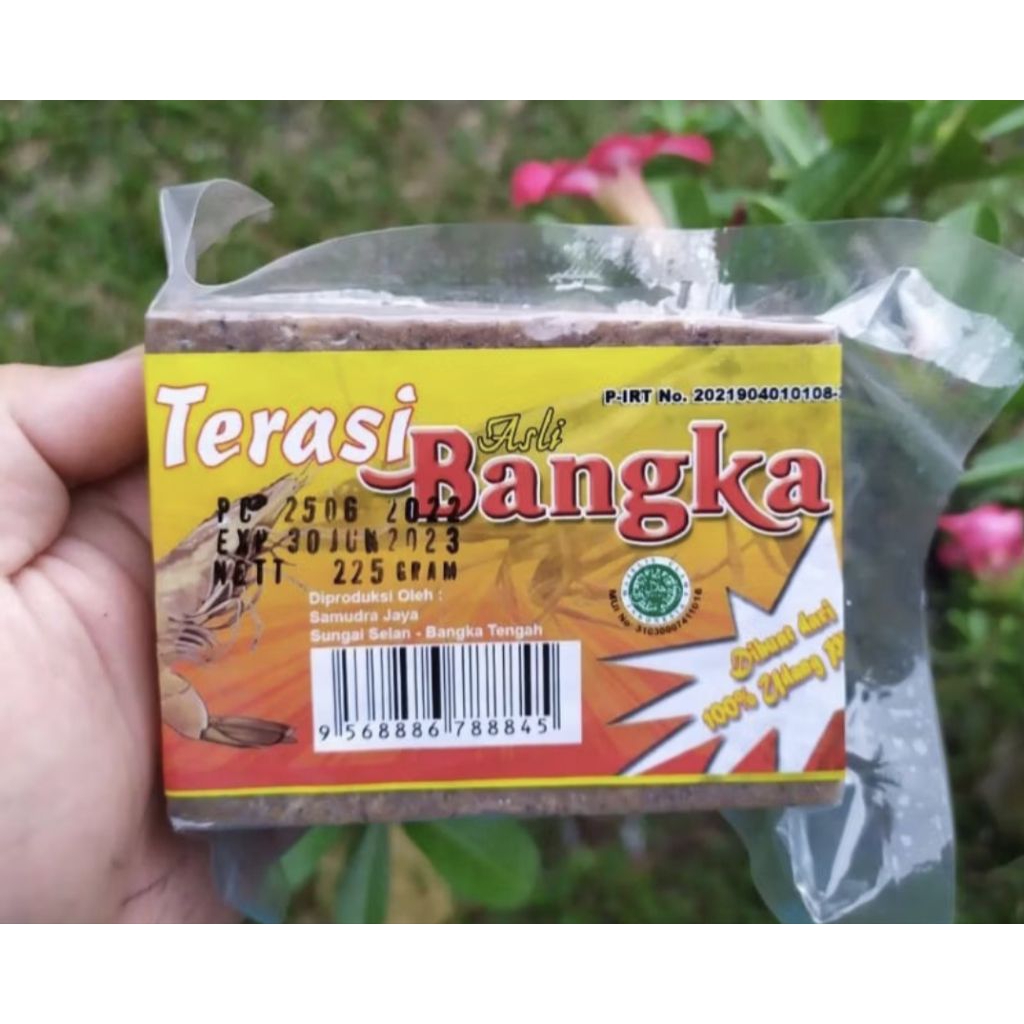 Terasi
Asli
Bangka
P-IRT No. 2021904010108-
PC 2506 2022
EXP 30JUN2023
NETT 225 GRAM
Diproduksi Oleh :
Samudra Jaya
Sungai Selan - Bangka Tengah
9 568886 788845
Dibuat dari
100% Udang